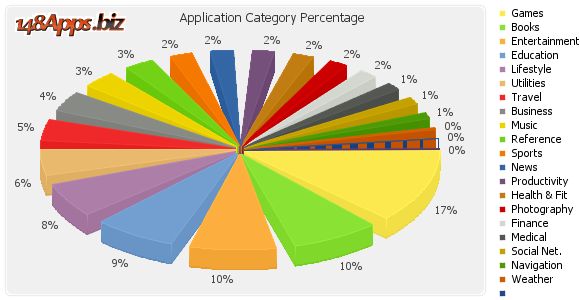 148Apps.biz
Application Category Percentage
2%
2%
2%
2%
2%
3%
2%
3%
1%
4%
1%
1%
5%
0%
0%
0%
6%
17%
8%
9%
10%
10%
Games
Books
Entertainment
Education
Lifestyle
Utilities
Travel
Business
Music
Reference
Sports
News
Productivity
Health & Fit
Photography
Finance
Medical
Social Net.
Navigation
Weather